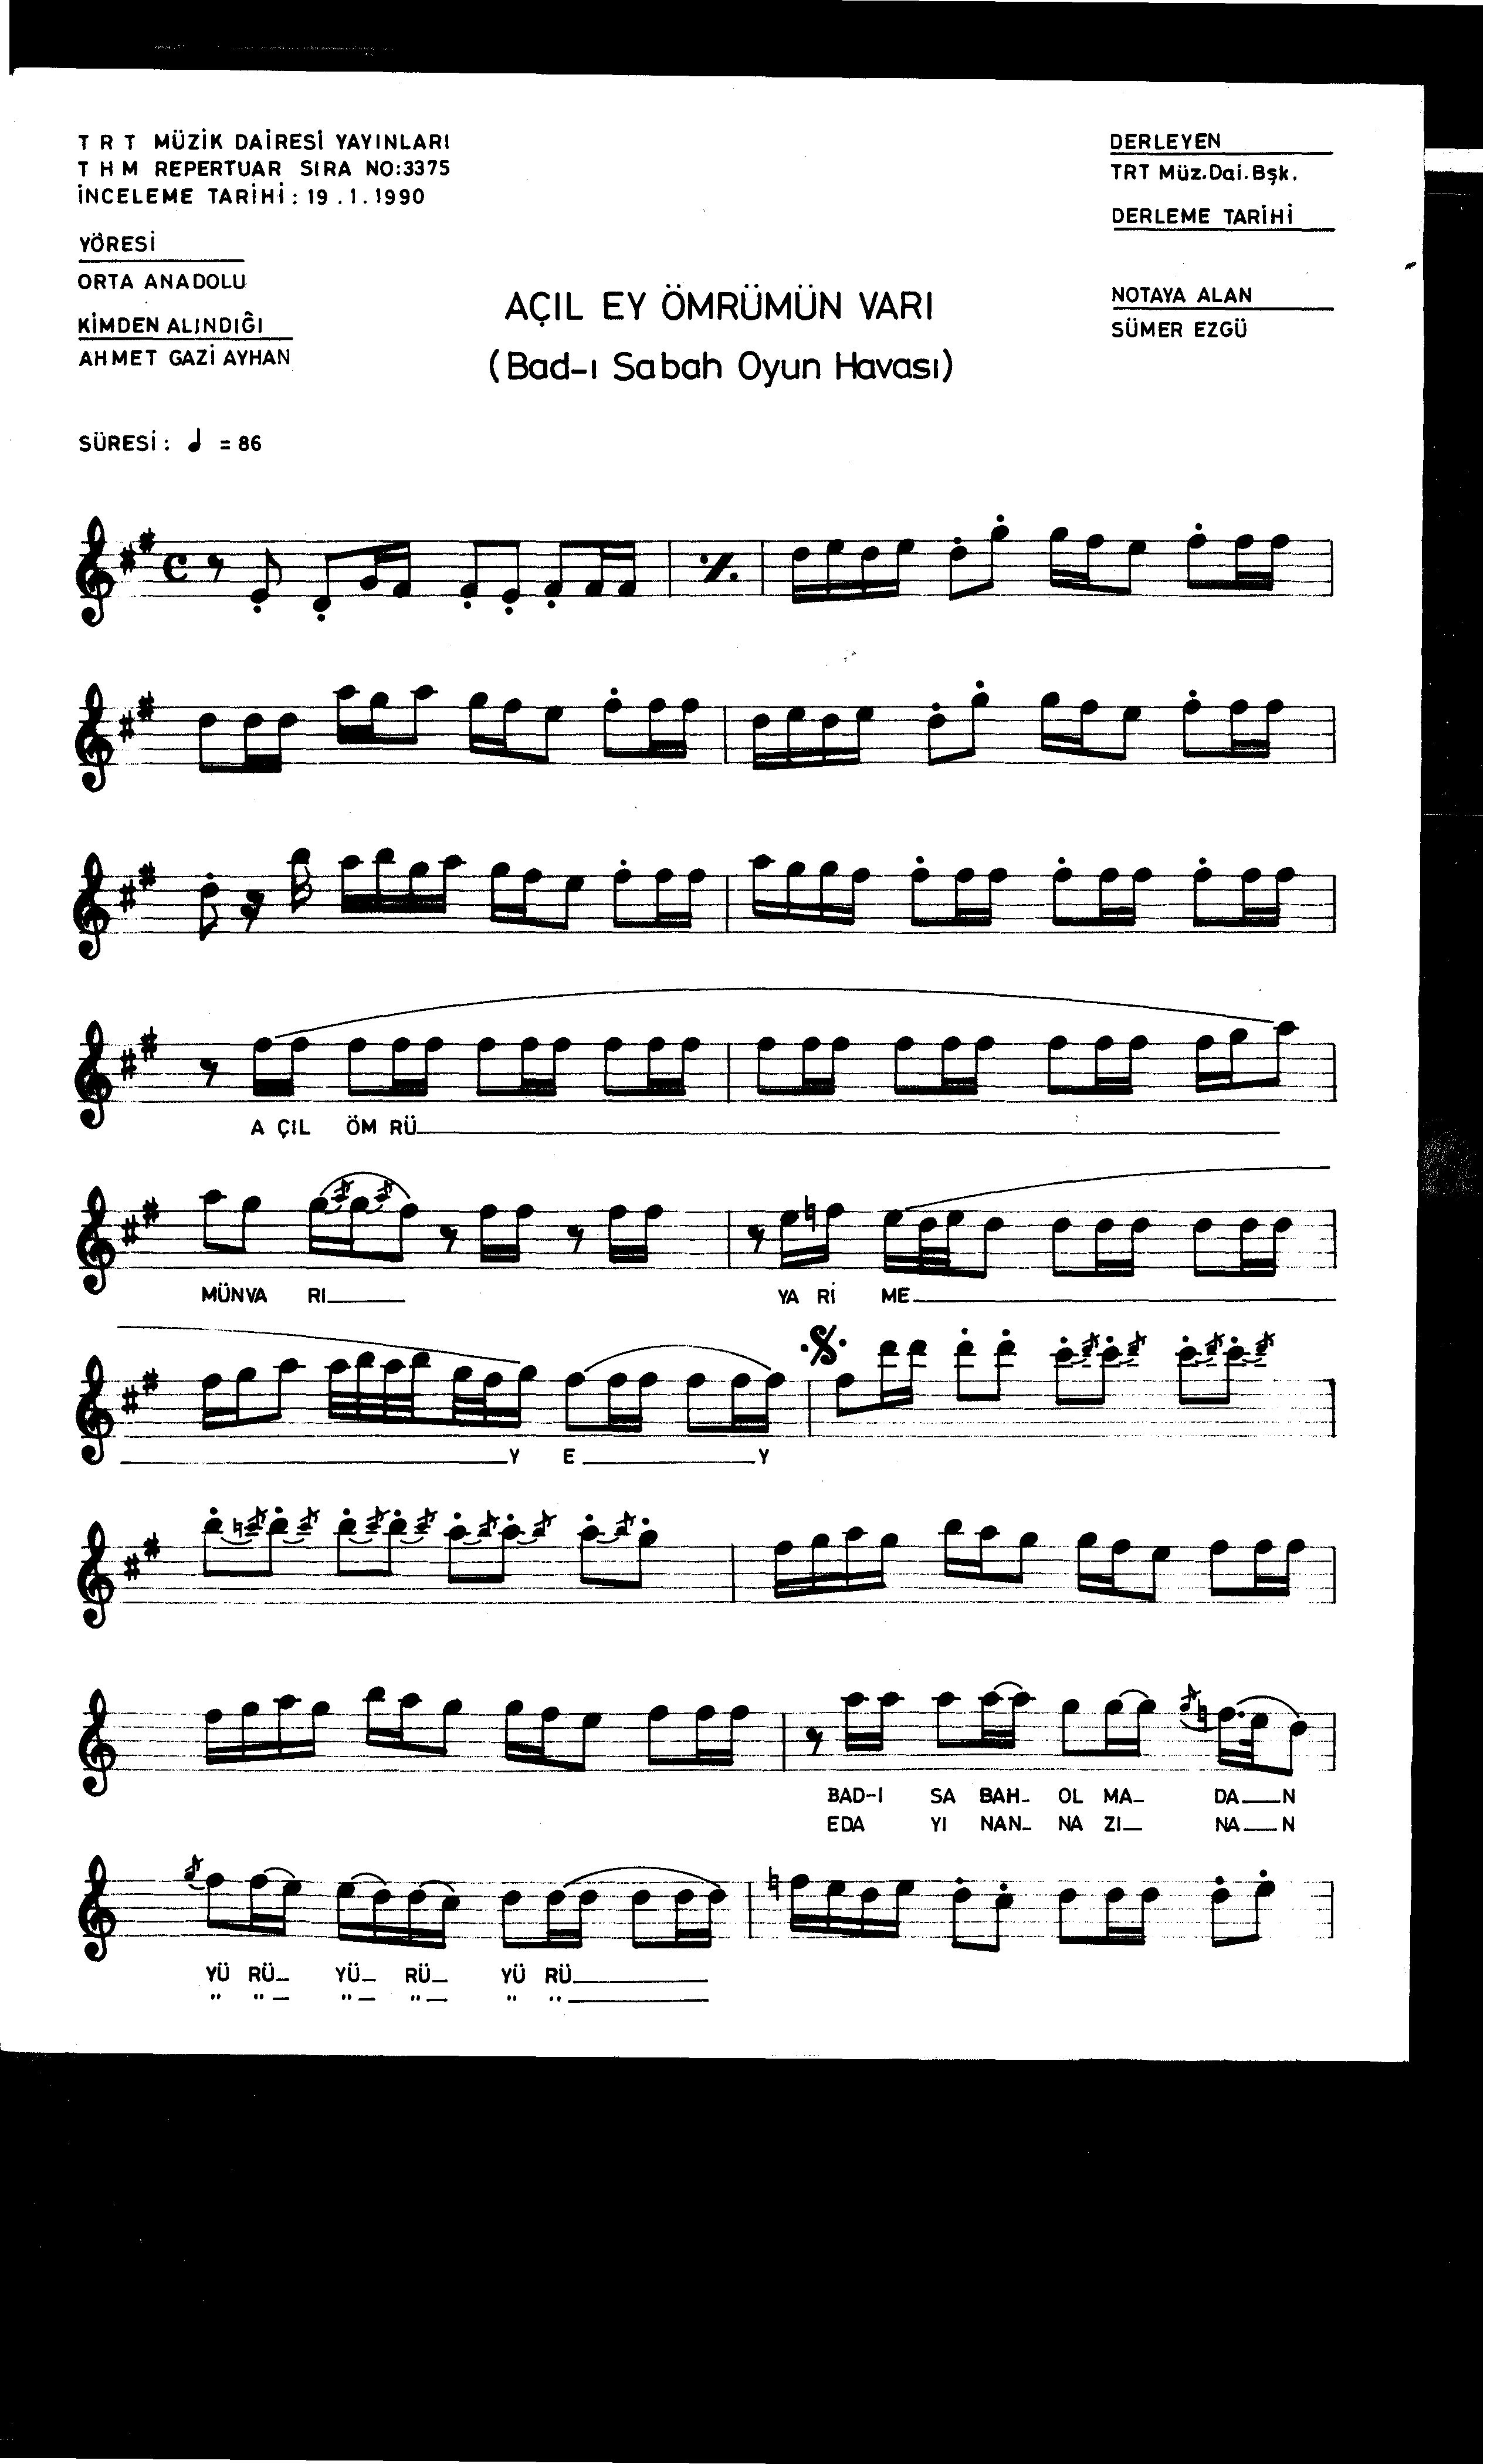 T R T MÜZİK DAİRESİ YAYINLARI
T H M REPERTUAR SIRA NO:3375
İNCELEME TARİHİ: 19.1.1990
YÖRESİ
ORTA ANADOLU
KİMDEN ALINDIĞI
AHMET GAZİ AYHAN
DERLEYEN
TRT Müz.Dai.Bşk.
DERLEME TARİHİ
NOTAYA ALAN
SÜMER EZGÜ
AÇIL EY ÖMRÜMÜN VARI
(Bad-ı Sabah Oyun Havası)
SÜRESİ: ♩ = 86
A ÇIL ÖM RÜ
MÜNVA RI YA Rİ ME
Y E Y
BAD-I SA BAH- OL MA- DA N
EDA YI NAN- NA ZI NA N
YÜ RÜ- YÜ- RÜ- YÜ RÜ
" " - " - " - " "